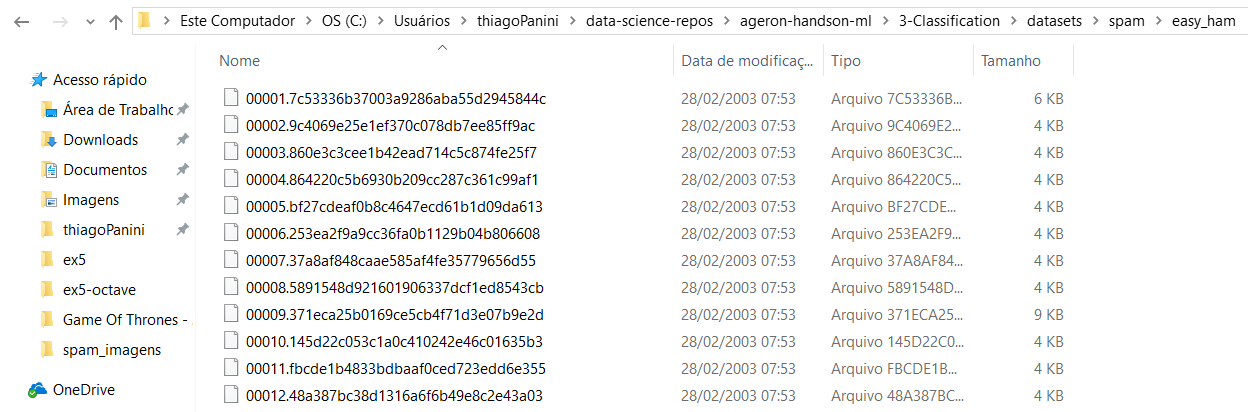 Este Computador > OS (C:) > Usuários > thiagoPanini > data-science-repos > ageron-handson-ml > 3-Classification > datasets > spam > easy_ham
Nome Data de modificaç... Tipo Tamanho
Acesso rápido
Área de Trabalho
Downloads
Documentos
Imagens
thiagoPanini
ex5
ex5-octave
Game Of Thrones -
spam_imagens
OneDrive
00001.7c53336b37003a9286aba55d2945844c 28/02/2003 07:53 Arquivo 7C53336B... 6 KB
00002.9c4069e25e1ef370c078db7ee85ff9ac 28/02/2003 07:53 Arquivo 9C4069E2... 4 KB
00003.860e3c3cee1b42ead714c5c874fe25f7 28/02/2003 07:53 Arquivo 860E3C3C... 4 KB
00004.864220c5b6930b209cc287c361c99af1 28/02/2003 07:53 Arquivo 864220C5... 4 KB
00005.bf27cdeaf0b8c4647ecd61b1d09da613 28/02/2003 07:53 Arquivo BF27CDE... 4 KB
00006.253ea2f9a9cc36fa0b1129b04b806608 28/02/2003 07:53 Arquivo 253EA2F9... 4 KB
00007.37a8af848caae585af4fe35779656d55 28/02/2003 07:53 Arquivo 37A8AF84... 4 KB
00008.5891548d921601906337dcf1ed8543cb 28/02/2003 07:53 Arquivo 5891548D... 4 KB
00009.371eca25b0169ce5cb4f71d3e07b9e2d 28/02/2003 07:53 Arquivo 371ECA25... 9 KB
00010.145d22c053c1a0c410242e46c01635b3 28/02/2003 07:53 Arquivo 145D22C0... 4 KB
00011.fbcde1b4833bdbaaf0ced723edd6e355 28/02/2003 07:53 Arquivo FBCDE1B... 4 KB
00012.48a387bc38d1316a6f6b49e8c2e43a03 28/02/2003 07:53 Arquivo 48A387BC... 4 KB